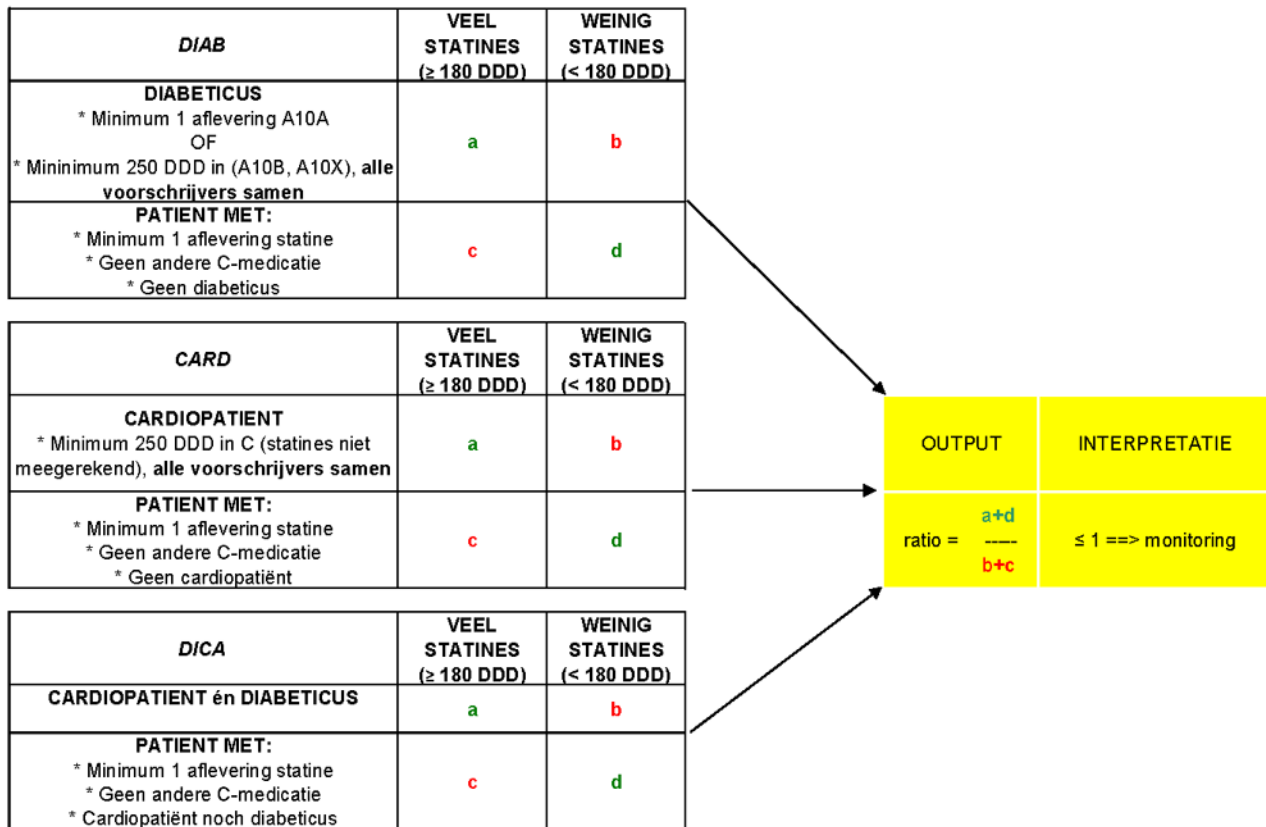 DIAB
VEEL
STATINES
(≥ 180 DDD)
WEINIG
STATINES
(< 180 DDD)
DIABETICUS
* Minimum 1 aflevering A10A
OF
* Mininimum 250 DDD in (A10B, A10X), alle
voorschrijvers samen
a
b
PATIENT MET:
* Minimum 1 aflevering statine
* Geen andere C-medicatie
* Geen diabeticus
c
d
CARD
VEEL
STATINES
(≥ 180 DDD)
WEINIG
STATINES
(< 180 DDD)
CARDIOPATIENT
* Minimum 250 DDD in C (statines niet
meegerekend), alle voorschrijvers samen
a
b
PATIENT MET:
* Minimum 1 aflevering statine
* Geen andere C-medicatie
* Geen cardiopatiënt
c
d
DICA
VEEL
STATINES
(≥ 180 DDD)
WEINIG
STATINES
(< 180 DDD)
CARDIOPATIENT én DIABETICUS
a
b
PATIENT MET:
* Minimum 1 aflevering statine
* Geen andere C-medicatie
* Cardiopatiënt noch diabeticus
c
d
OUTPUT
INTERPRETATIE
ratio =
a+d
-----
b+c
≤ 1 ==> monitoring